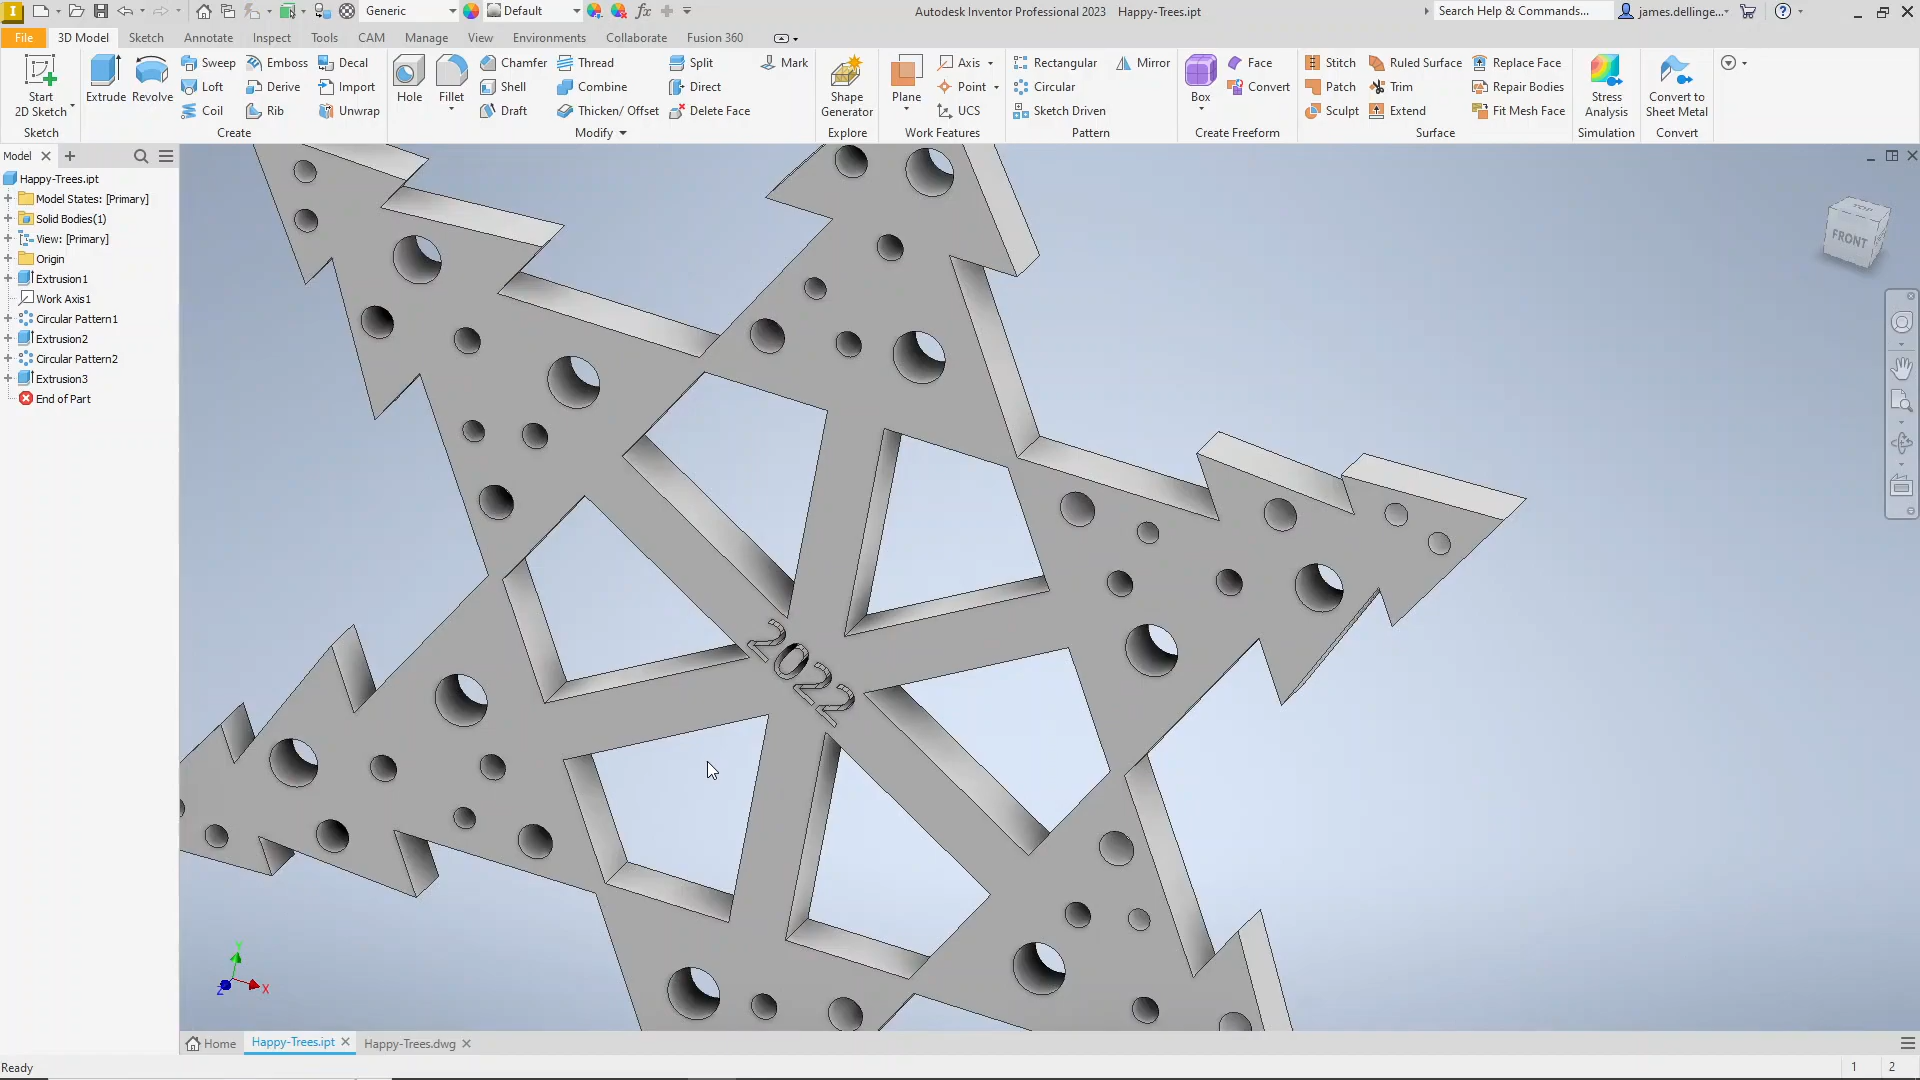 Generic
Default
fx
Autodesk Inventor Professional 2023 Happy-Trees.ipt
Search Help & Commands...
james.dellinge...
File 3D Model Sketch Annotate Inspect Tools CAM Manage View Environments Collaborate Fusion 360
Start 2D Sketch
Extrude Revolve
Sweep Emboss Decal
Loft Derive Import
Coil Rib Unwrap
Hole Fillet
Chamfer Thread Split Mark
Shell Combine Direct
Draft Thicken/ Offset Delete Face
Shape Generator
Plane
Axis
Point
UCS
Rectangular Mirror
Circular
Sketch Driven
Box
Face
Convert
Stitch Ruled Surface Replace Face
Patch Trim Repair Bodies
Sculpt Extend Fit Mesh Face
Stress Analysis
Convert to Sheet Metal
Sketch Create Modify Explore Work Features Pattern Create Freeform Surface Simulation Convert
Model
Happy-Trees.ipt
Model States: [Primary]
Solid Bodies(1)
View: [Primary]
Origin
Extrusion1
Work Axis1
Circular Pattern1
Extrusion2
Circular Pattern2
Extrusion3
End of Part
TOP
FRONT
2022
Y
Z
X
Home Happy-Trees.ipt Happy-Trees.dwg
Ready
1 2